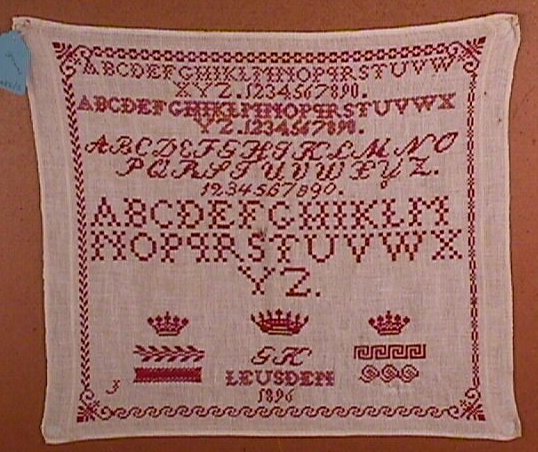 ABCDEFGHIKLMNOPQRSTUVW
XYZ.1234567890.
ABCDEFGHIKLMNOPQRSTUVWX
YZ.1234567890.
ABCDEFGHIKLMNO
PQRSTUVWXYZ.
1234567890.
ABCDEFGHIKLM
NOPQRSTUVWX
YZ.
GH
LEUSDEN
1896